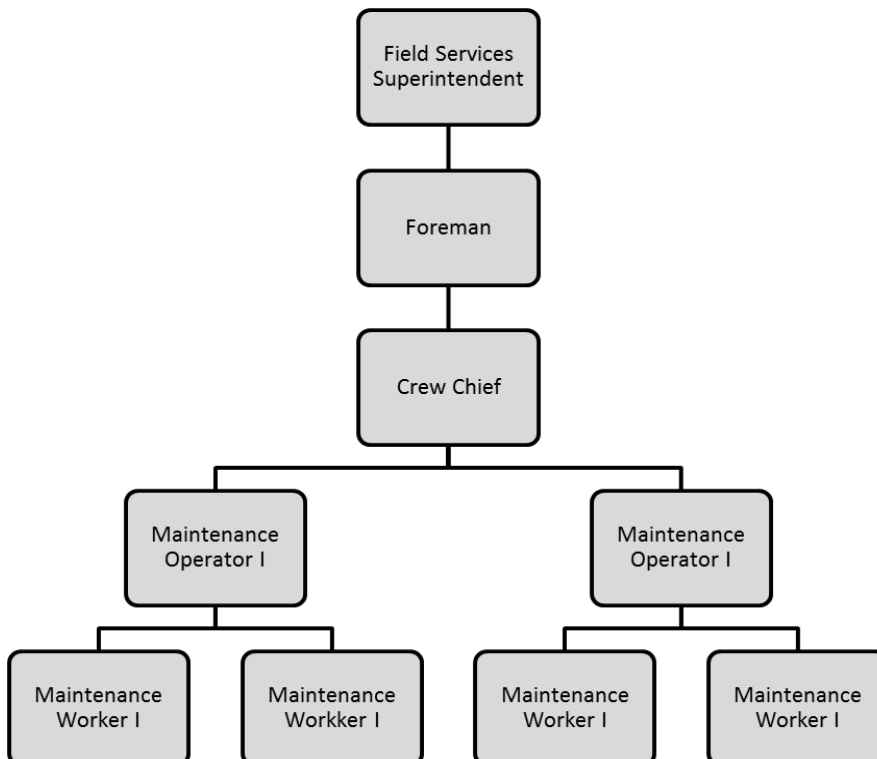 Field Services
Superintendent
Foreman
Crew Chief
Maintenance
Operator I
Maintenance
Operator I
Maintenance
Worker I
Maintenance
Workker I
Maintenance
Worker I
Maintenance
Worker I